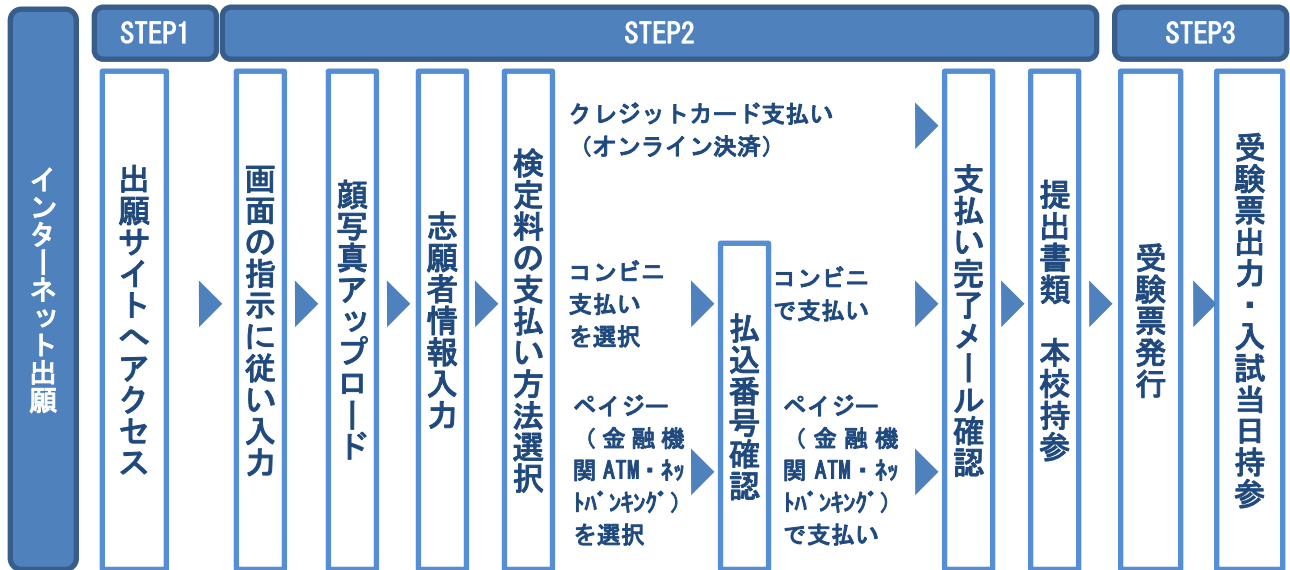 インターネット出願
STEP1
STEP2
STEP3
出願サイトへアクセス
画面の指示に従い入力
顔写真アップロード
志願者情報入力
検定料の支払い方法選択
クレジットカード支払い
（オンライン決済）
コンビニ
支払い
を選択
ペイジー
（金融機
関ATM・ﾈｯ
ﾄﾊﾞﾝｷﾝｸﾞ）
を選択
払込番号確認
コンビニ
で支払い
ペイジー
（金融機
関ATM・ﾈｯ
ﾄﾊﾞﾝｷﾝｸﾞ）
で支払い
支払い完了メール確認
提出書類　本校持参
受験票発行
受験票出力・入試当日持参